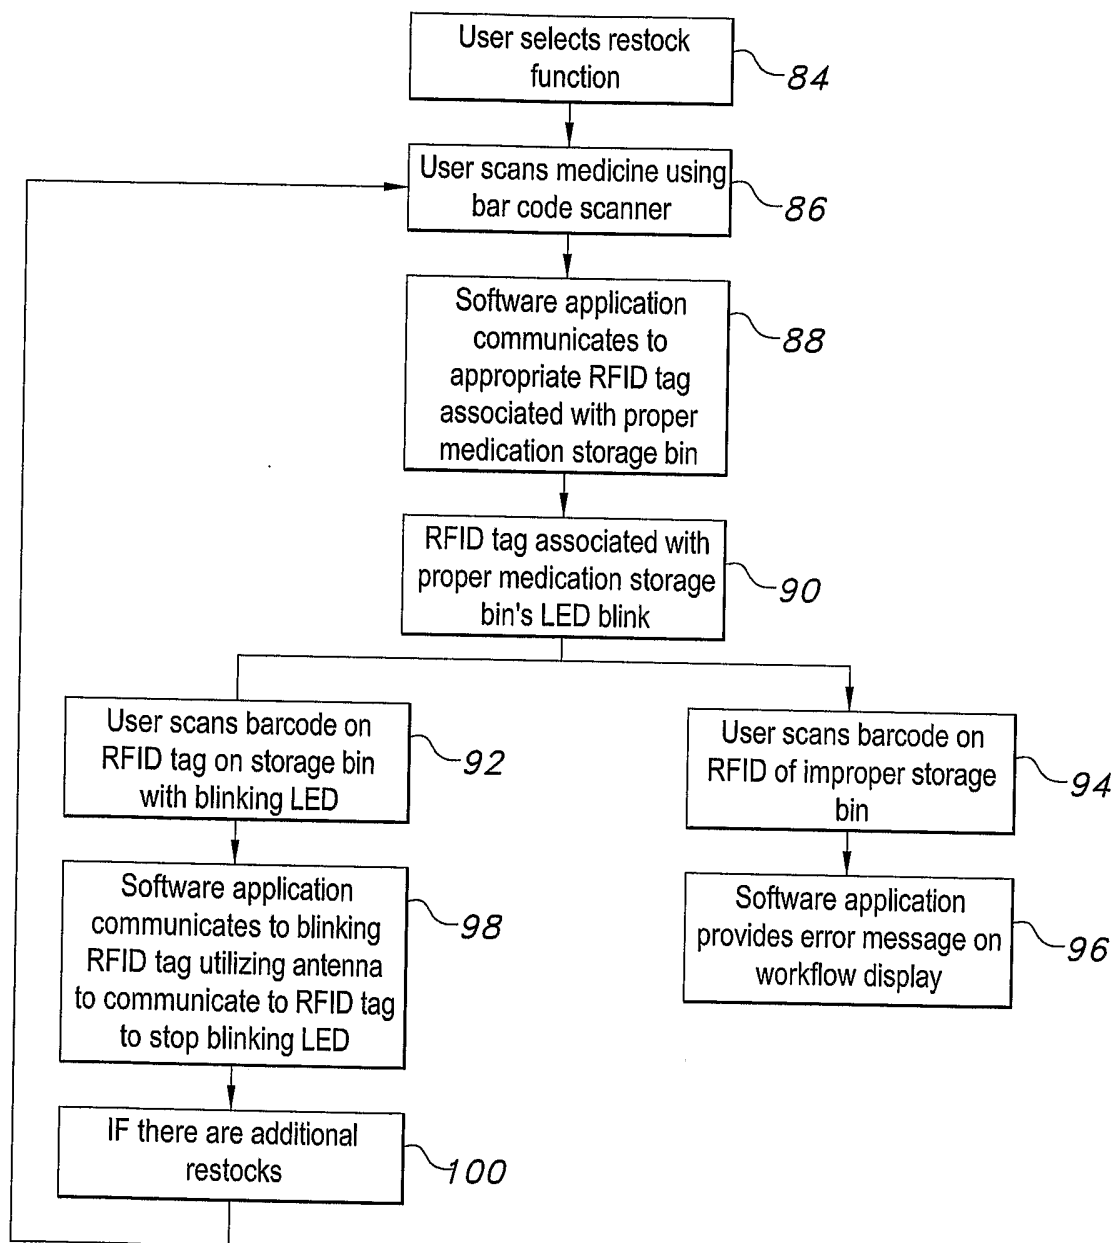 User selects restock
function
84
User scans medicine using
bar code scanner
86
Software application
communicates to
appropriate RFID tag
associated with proper
medication storage bin
88
RFID tag associated with
proper medication storage
bin's LED blink
90
User scans barcode on
RFID tag on storage bin
with blinking LED
92
User scans barcode on
RFID of improper storage
bin
94
Software application
communicates to blinking
RFID tag utilizing antenna
to communicate to RFID tag
to stop blinking LED
98
Software application
provides error message on
workflow display
96
IF there are additional
restocks
100